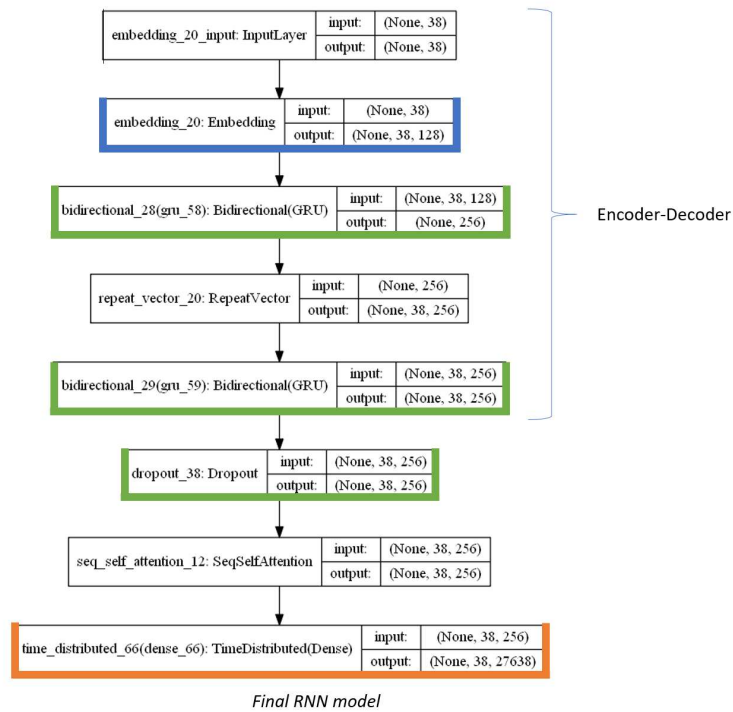 embedding_20_input: InputLayer input: (None, 38)
output: (None, 38)
embedding_20: Embedding input: (None, 38)
output: (None, 38, 128)
bidirectional_28(gru_58): Bidirectional(GRU) input: (None, 38, 128)
output: (None, 256)
Encoder-Decoder
repeat_vector_20: RepeatVector input: (None, 256)
output: (None, 38, 256)
bidirectional_29(gru_59): Bidirectional(GRU) input: (None, 38, 256)
output: (None, 38, 256)
dropout_38: Dropout input: (None, 38, 256)
output: (None, 38, 256)
seq_self_attention_12: SeqSelfAttention input: (None, 38, 256)
output: (None, 38, 256)
time_distributed_66(dense_66): TimeDistributed(Dense) input: (None, 38, 256)
output: (None, 38, 27638)
Final RNN model